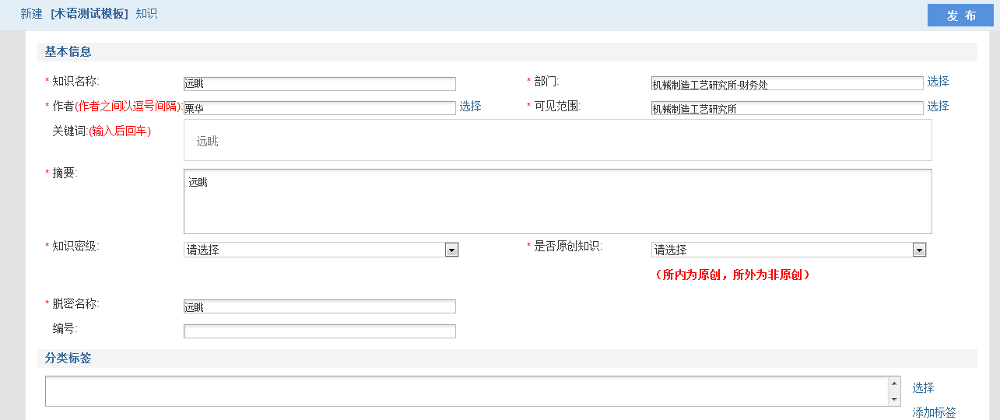 新建 [术语测试模板] 知识
发 布
基本信息
* 知识名称: 远眺 * 部门: 机械制造工艺研究所-财务处 选择
* 作者(作者之间以逗号间隔): 栗华 选择 * 可见范围: 机械制造工艺研究所 选择
关键词:(输入后回车) 远眺
* 摘要: 远眺
* 知识密级: 请选择 * 是否原创知识: 请选择
(所内为原创，所外为非原创)
* 脱密名称: 远眺
编号:
分类标签
选择
添加标签